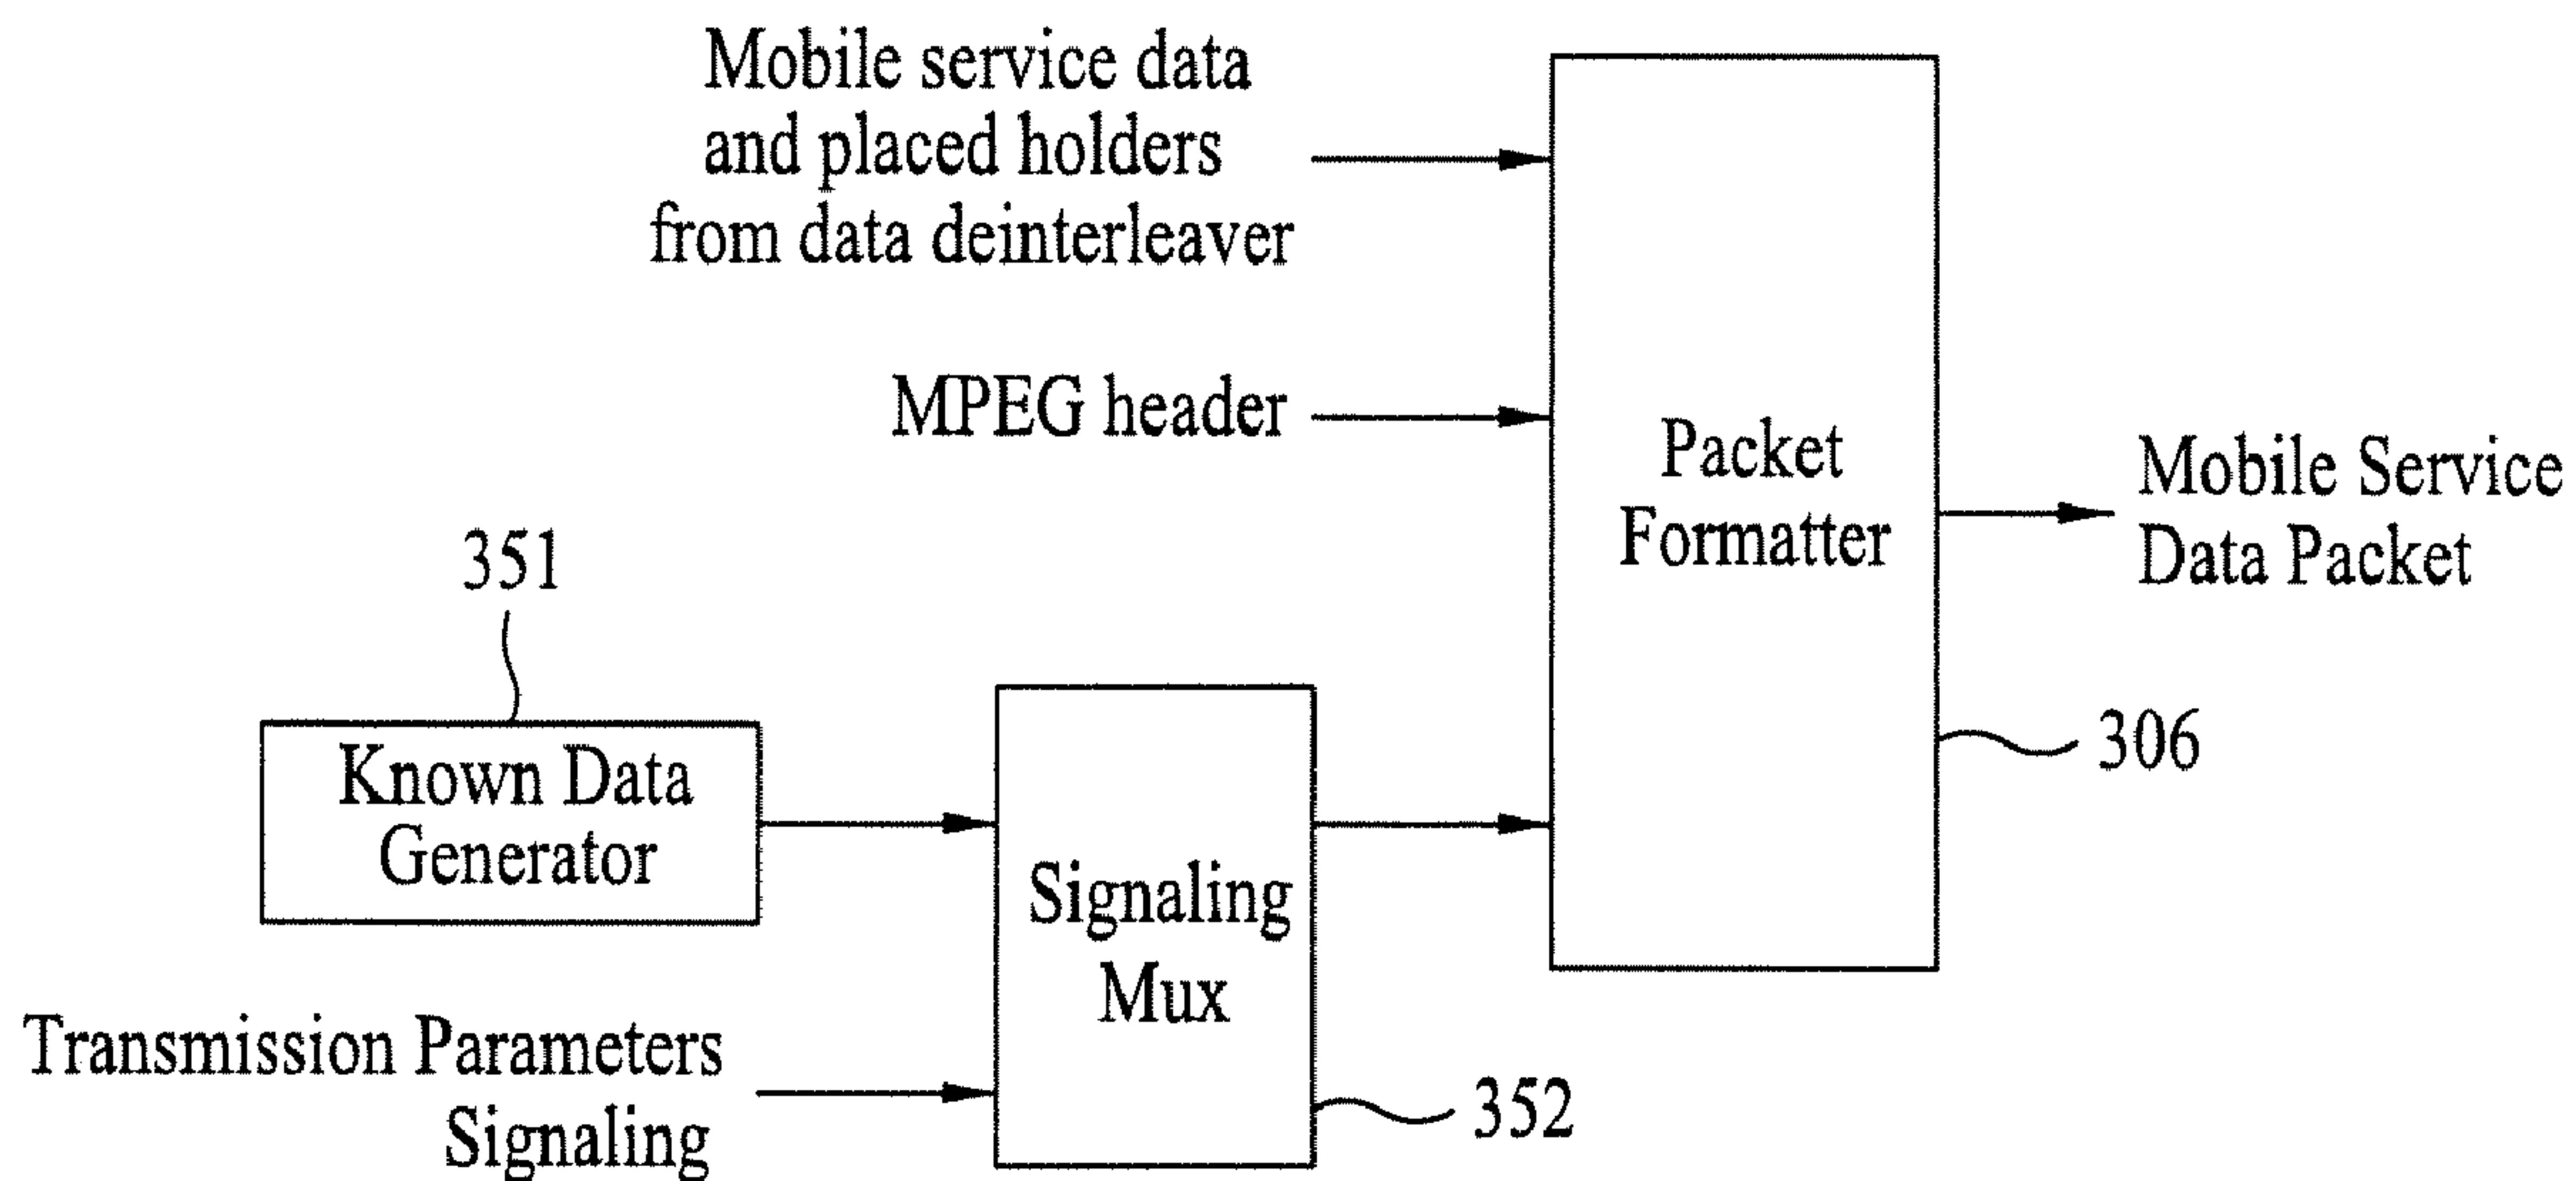 Mobile service data
and placed holders
from data deinterleaver
MPEG header
Packet
Formatter
Mobile Service
Data Packet
351
306
Known Data
Generator
Signaling
Mux
Transmission Parameters
Signaling
352